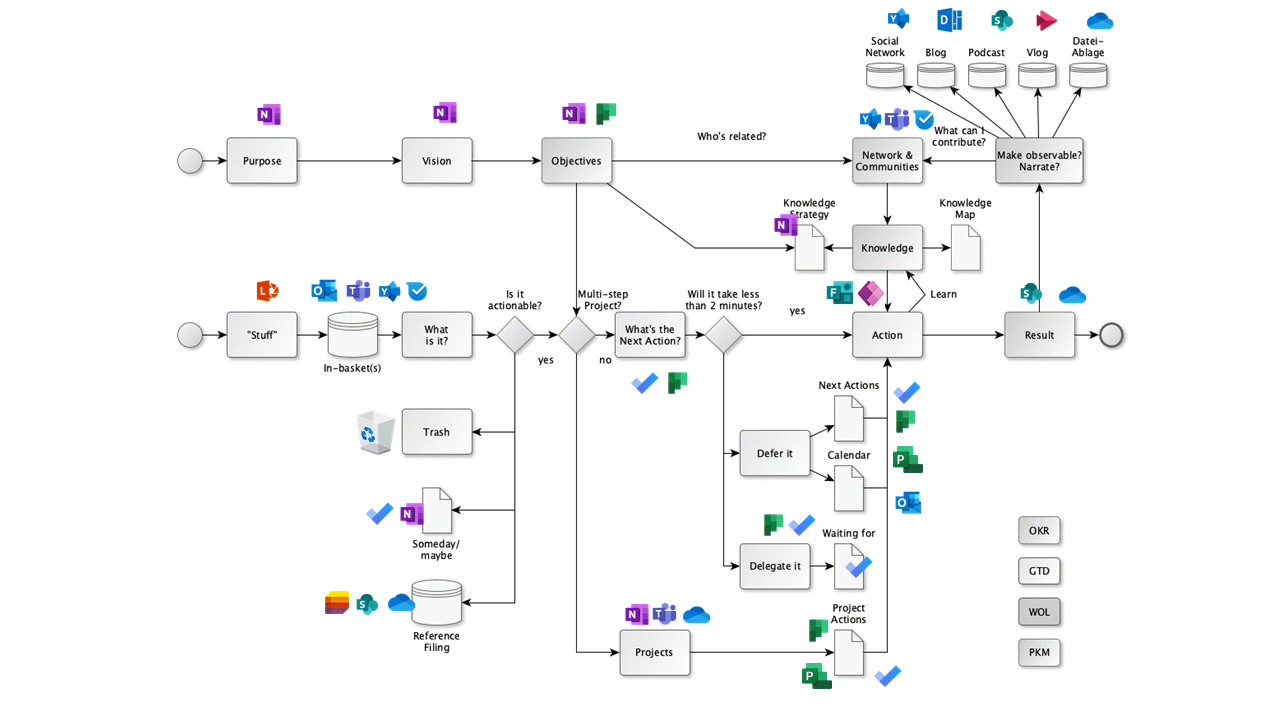 Social
Network
Blog
Podcast
Vlog
Datei-
Ablage
Purpose
Vision
Objectives
Who's related?
Network &
Communities
What can I
contribute?
Make observable?
Narrate?
Knowledge
Strategy
Knowledge
Knowledge
Map
Learn
"Stuff"
In-basket(s)
What
is it?
Is it
actionable?
yes
Multi-step
Project?
no
What's the
Next Action?
Will it take less
than 2 minutes?
yes
Action
Result
Trash
Someday/
maybe
Reference
Filing
Defer it
Next Actions
Calendar
Delegate it
Waiting for
Projects
Project
Actions
OKR
GTD
WOL
PKM